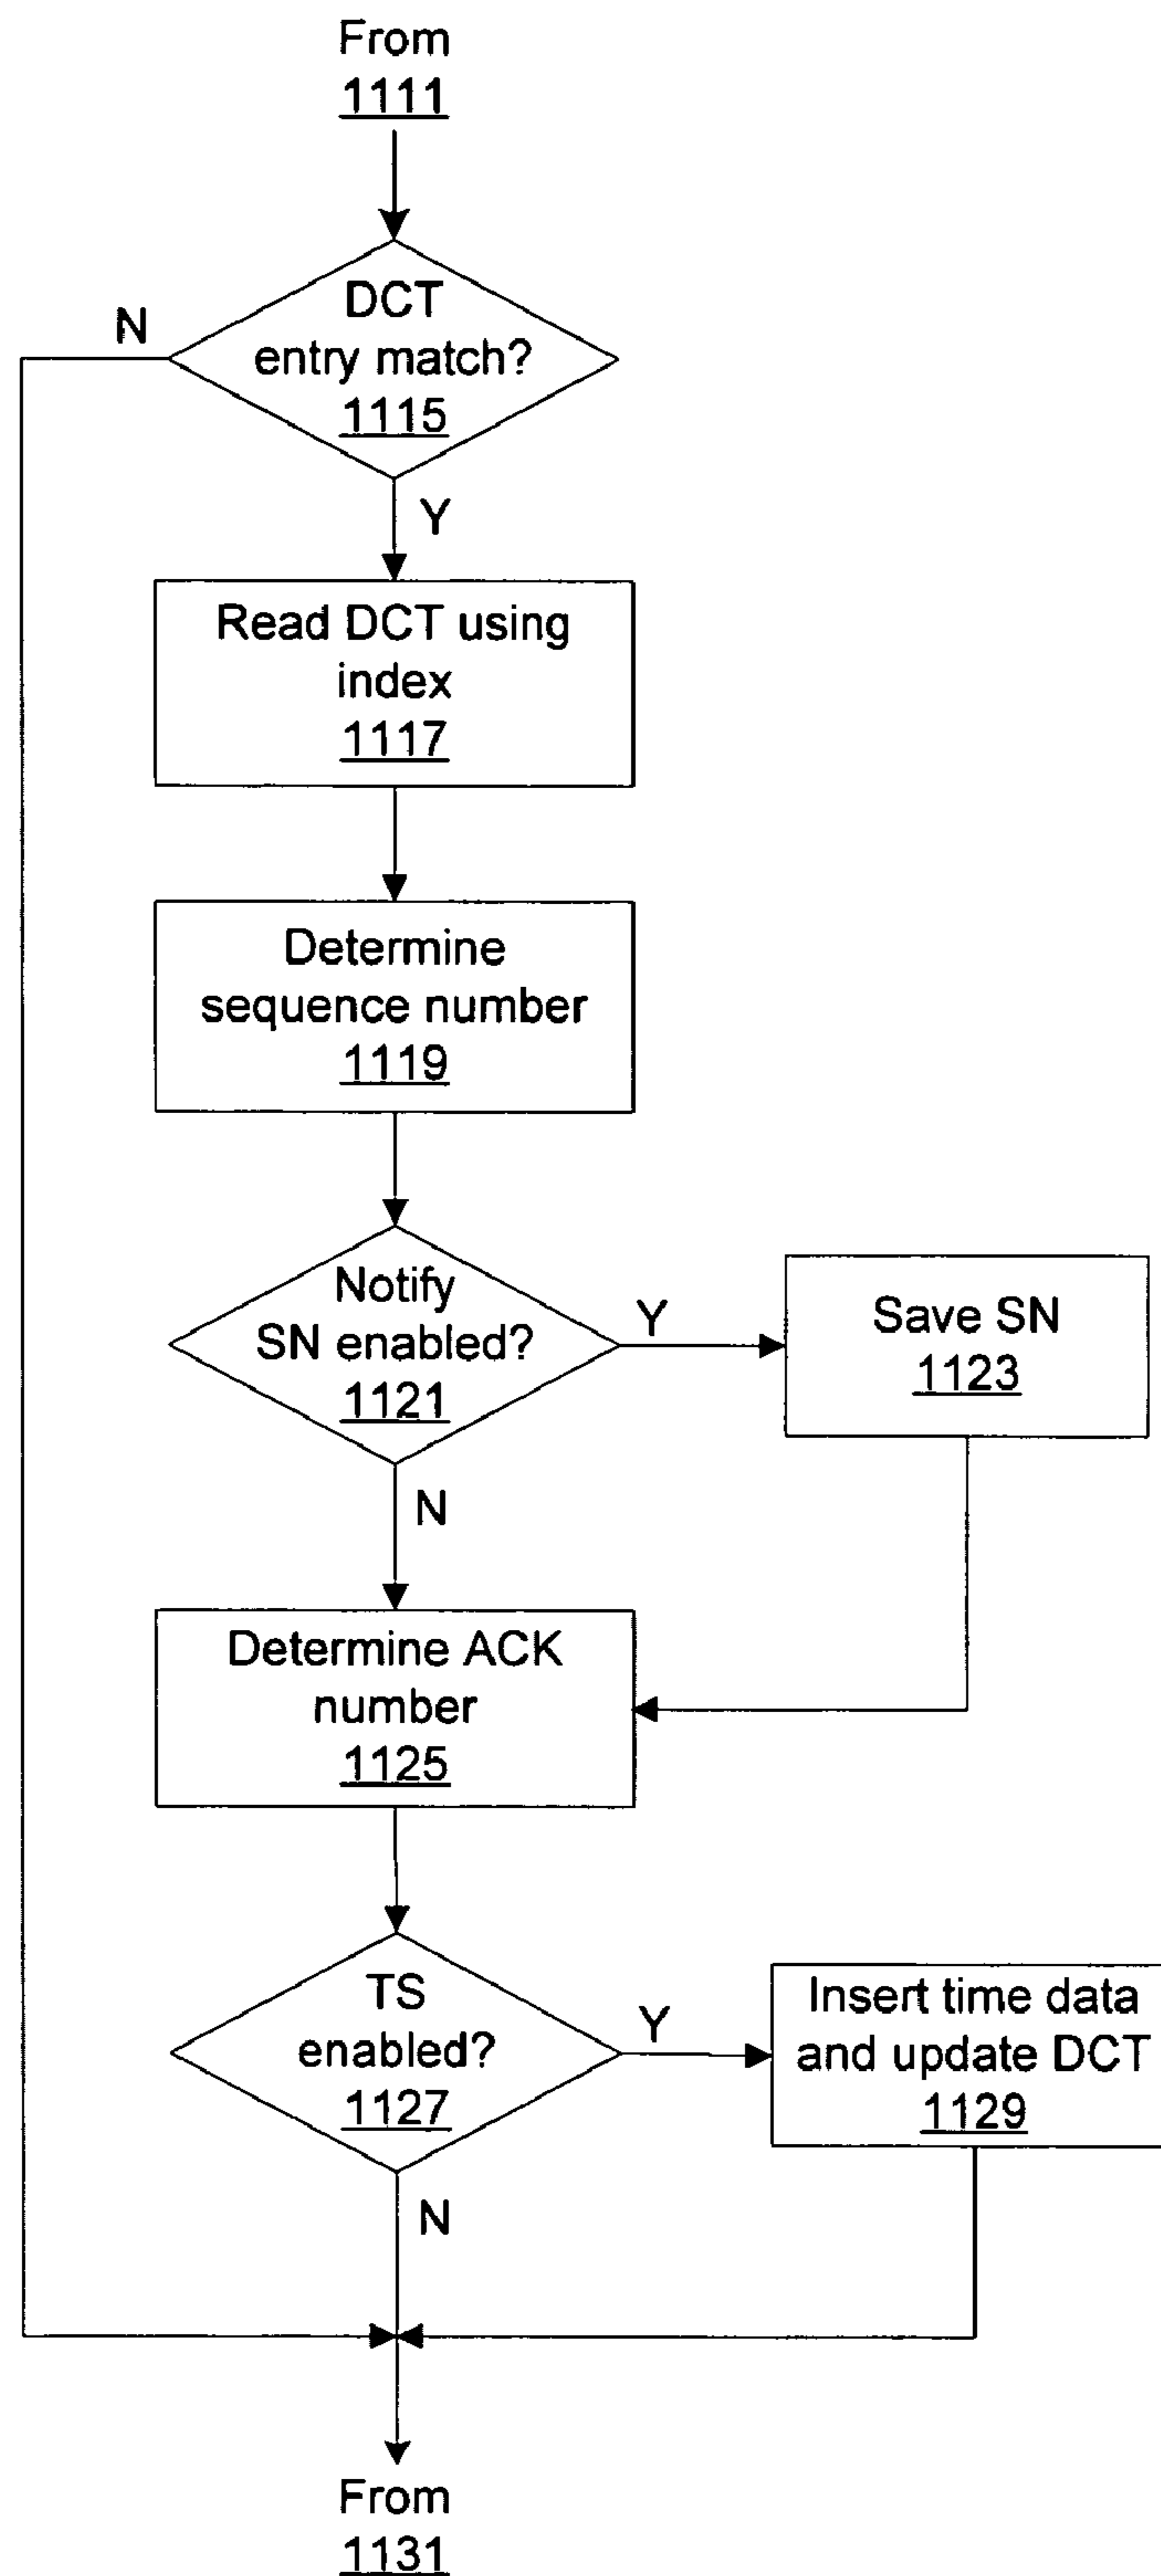 From
1111
N
DCT
entry match?
1115
Y
Read DCT using
index
1117
Determine
sequence number
1119
Notify
SN enabled?
1121
Y
Save SN
1123
N
Determine ACK
number
1125
TS
enabled?
1127
Y
Insert time data
and update DCT
1129
N
From
1131